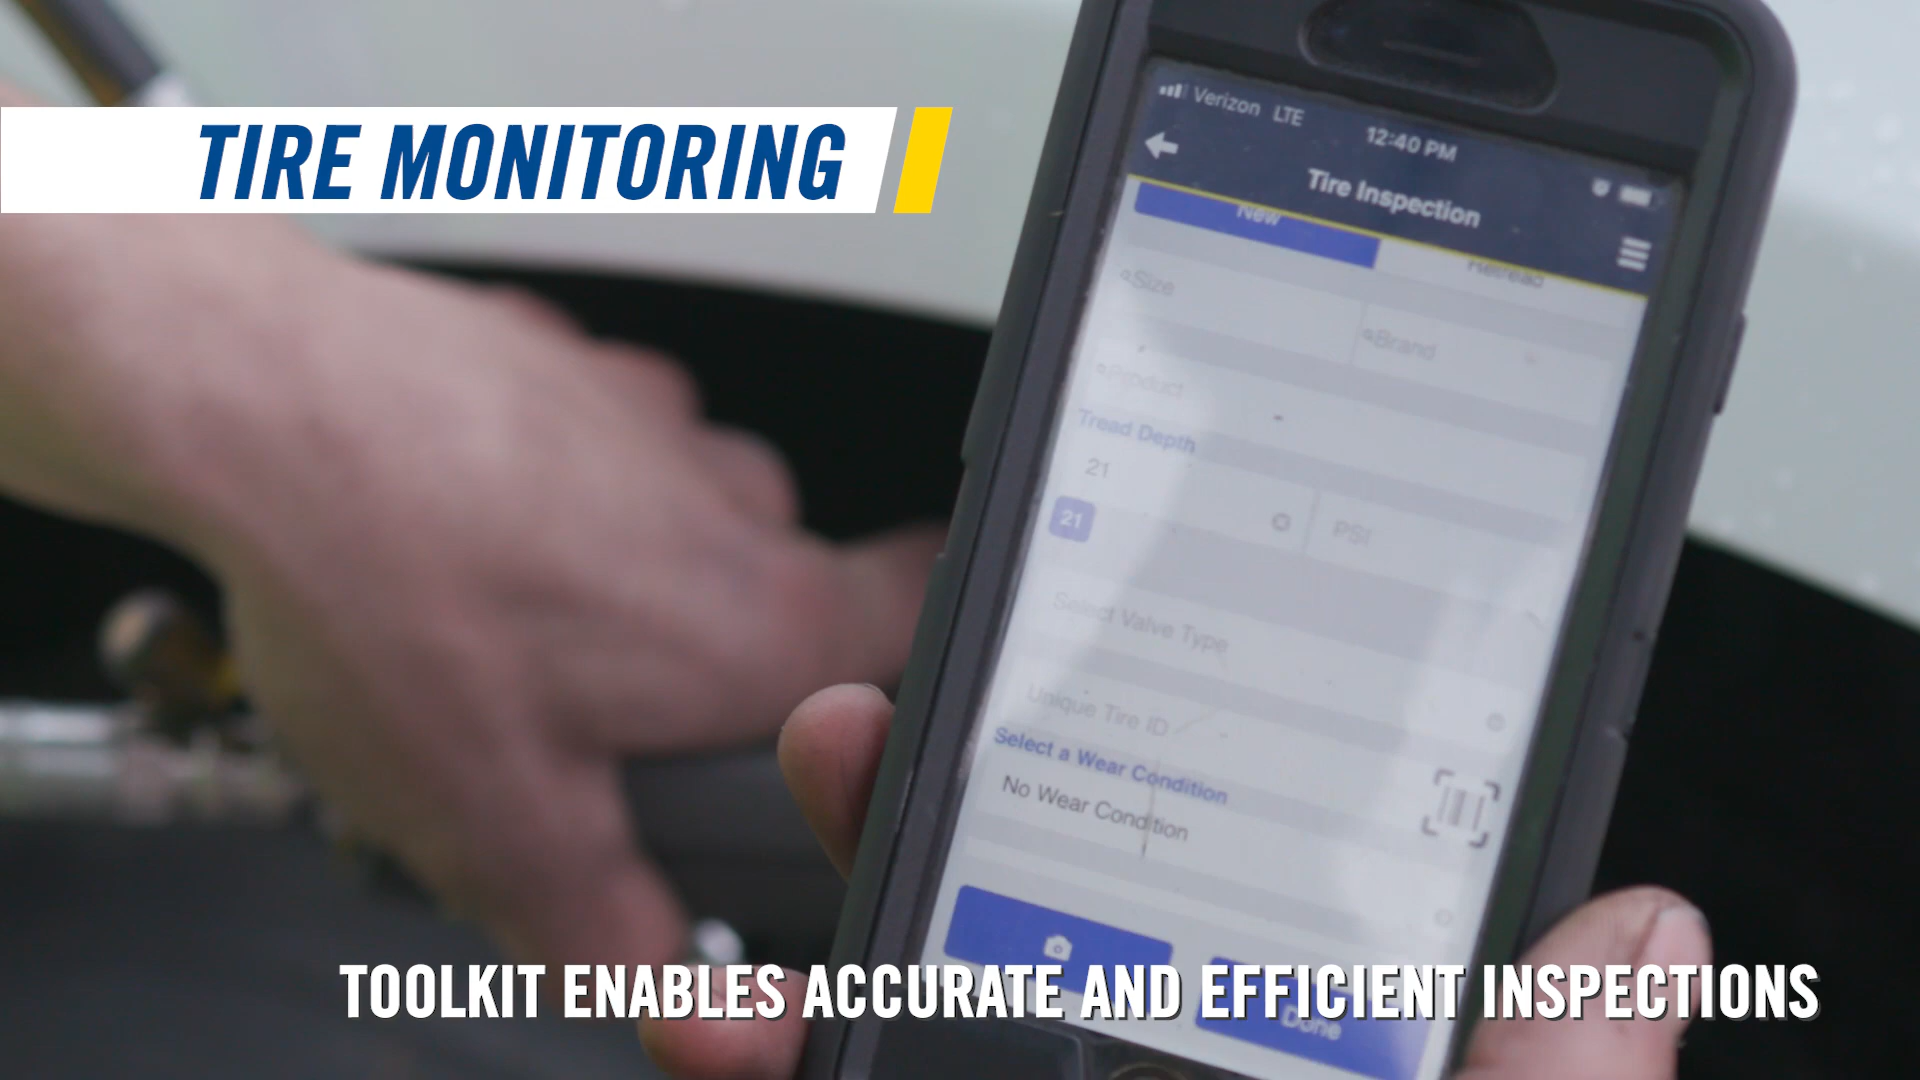 TIRE MONITORING
Verizon LTE
12:40 PM
Tire Inspection
New
Retread
Size
Brand
Product
Tread Depth
21
21
PSI
Select Valve Type
Unique Tire ID
Select a Wear Condition
No Wear Condition
TOOLKIT ENABLES ACCURATE AND EFFICIENT INSPECTIONS
Done